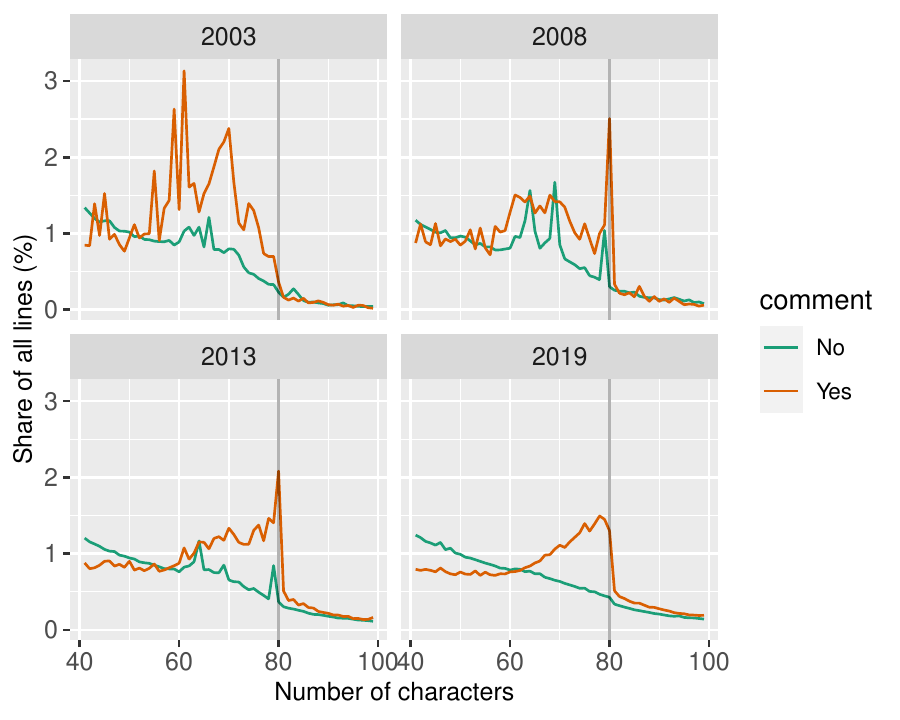 2003 2008
3
2
1
0
Share of all lines (%)
2013 2019
3
2
1
0
40 60 80 100 40 60 80 100
Number of characters
comment
No
Yes